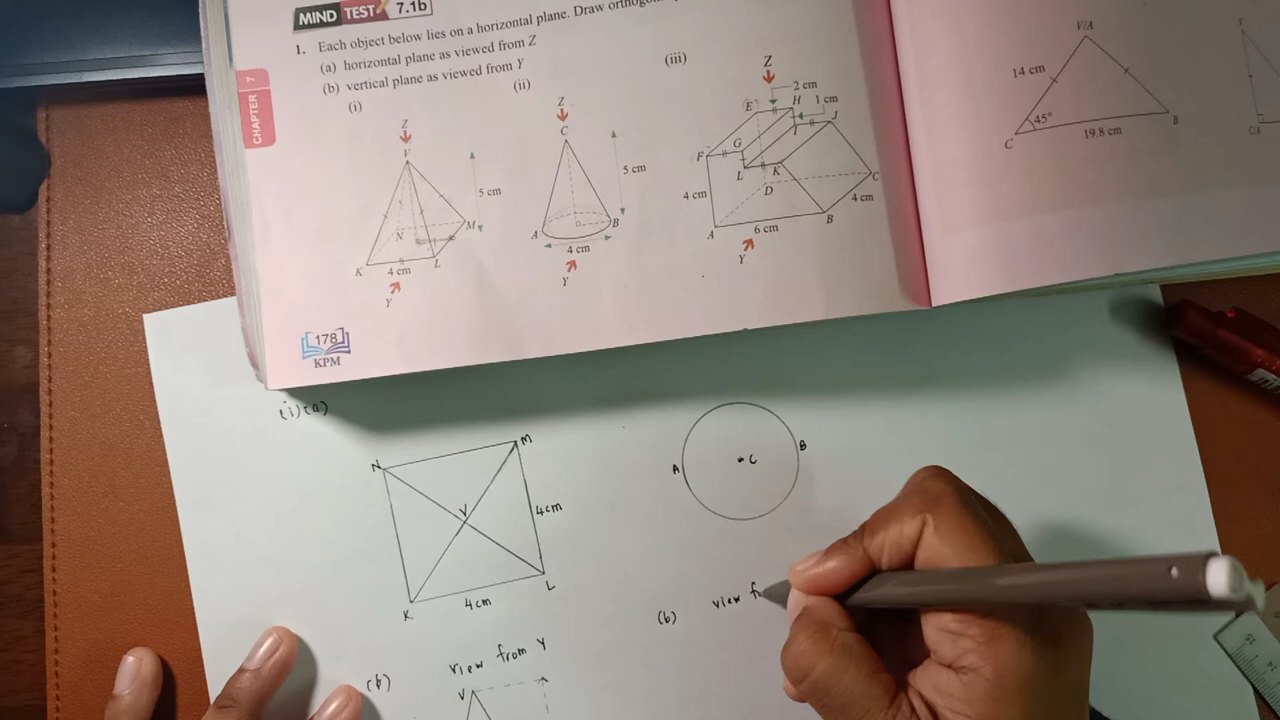 MIND TEST 7.1b
1. Each object below lies on a horizontal plane. Draw
(a) horizontal plane as viewed from Z
(b) vertical plane as viewed from Y
(i)
(ii)
(iii)
CHAPTER 7
Z
V
5 cm
M
N
K
4 cm
L
Y
Z
C
5 cm
A
B
4 cm
Y
Z
2 cm
E
H
1 cm
J
I
F
G
L
K
D
C
4 cm
4 cm
A
6 cm
B
Y
V/A
14 cm
45°
C
19.8 cm
B
178
KPM
(i)(a)
N
M
V
4cm
K
4cm
L
A
C
B
(b)
view from Y
V
(b)
view